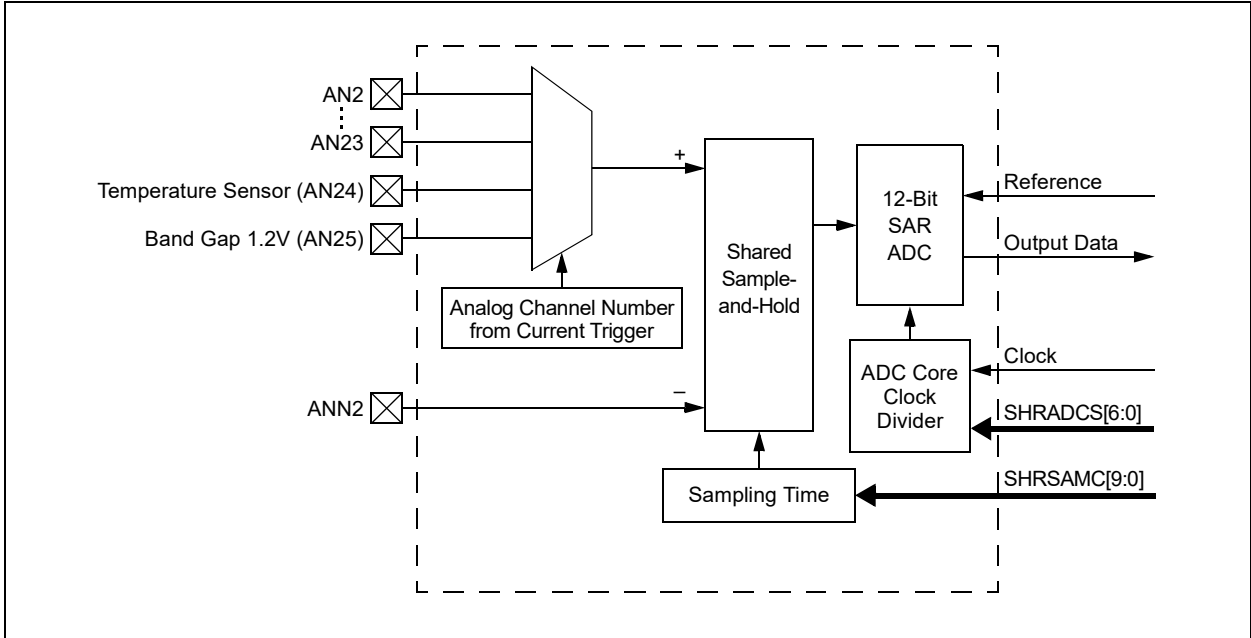 AN2
AN23
Temperature Sensor (AN24)
Band Gap 1.2V (AN25)
Analog Channel Number
from Current Trigger
ANN2
+
–
Shared
Sample-
and-Hold
12-Bit
SAR
ADC
Reference
Output Data
ADC Core
Clock
Divider
Clock
SHRADCS[6:0]
Sampling Time
SHRSAMC[9:0]